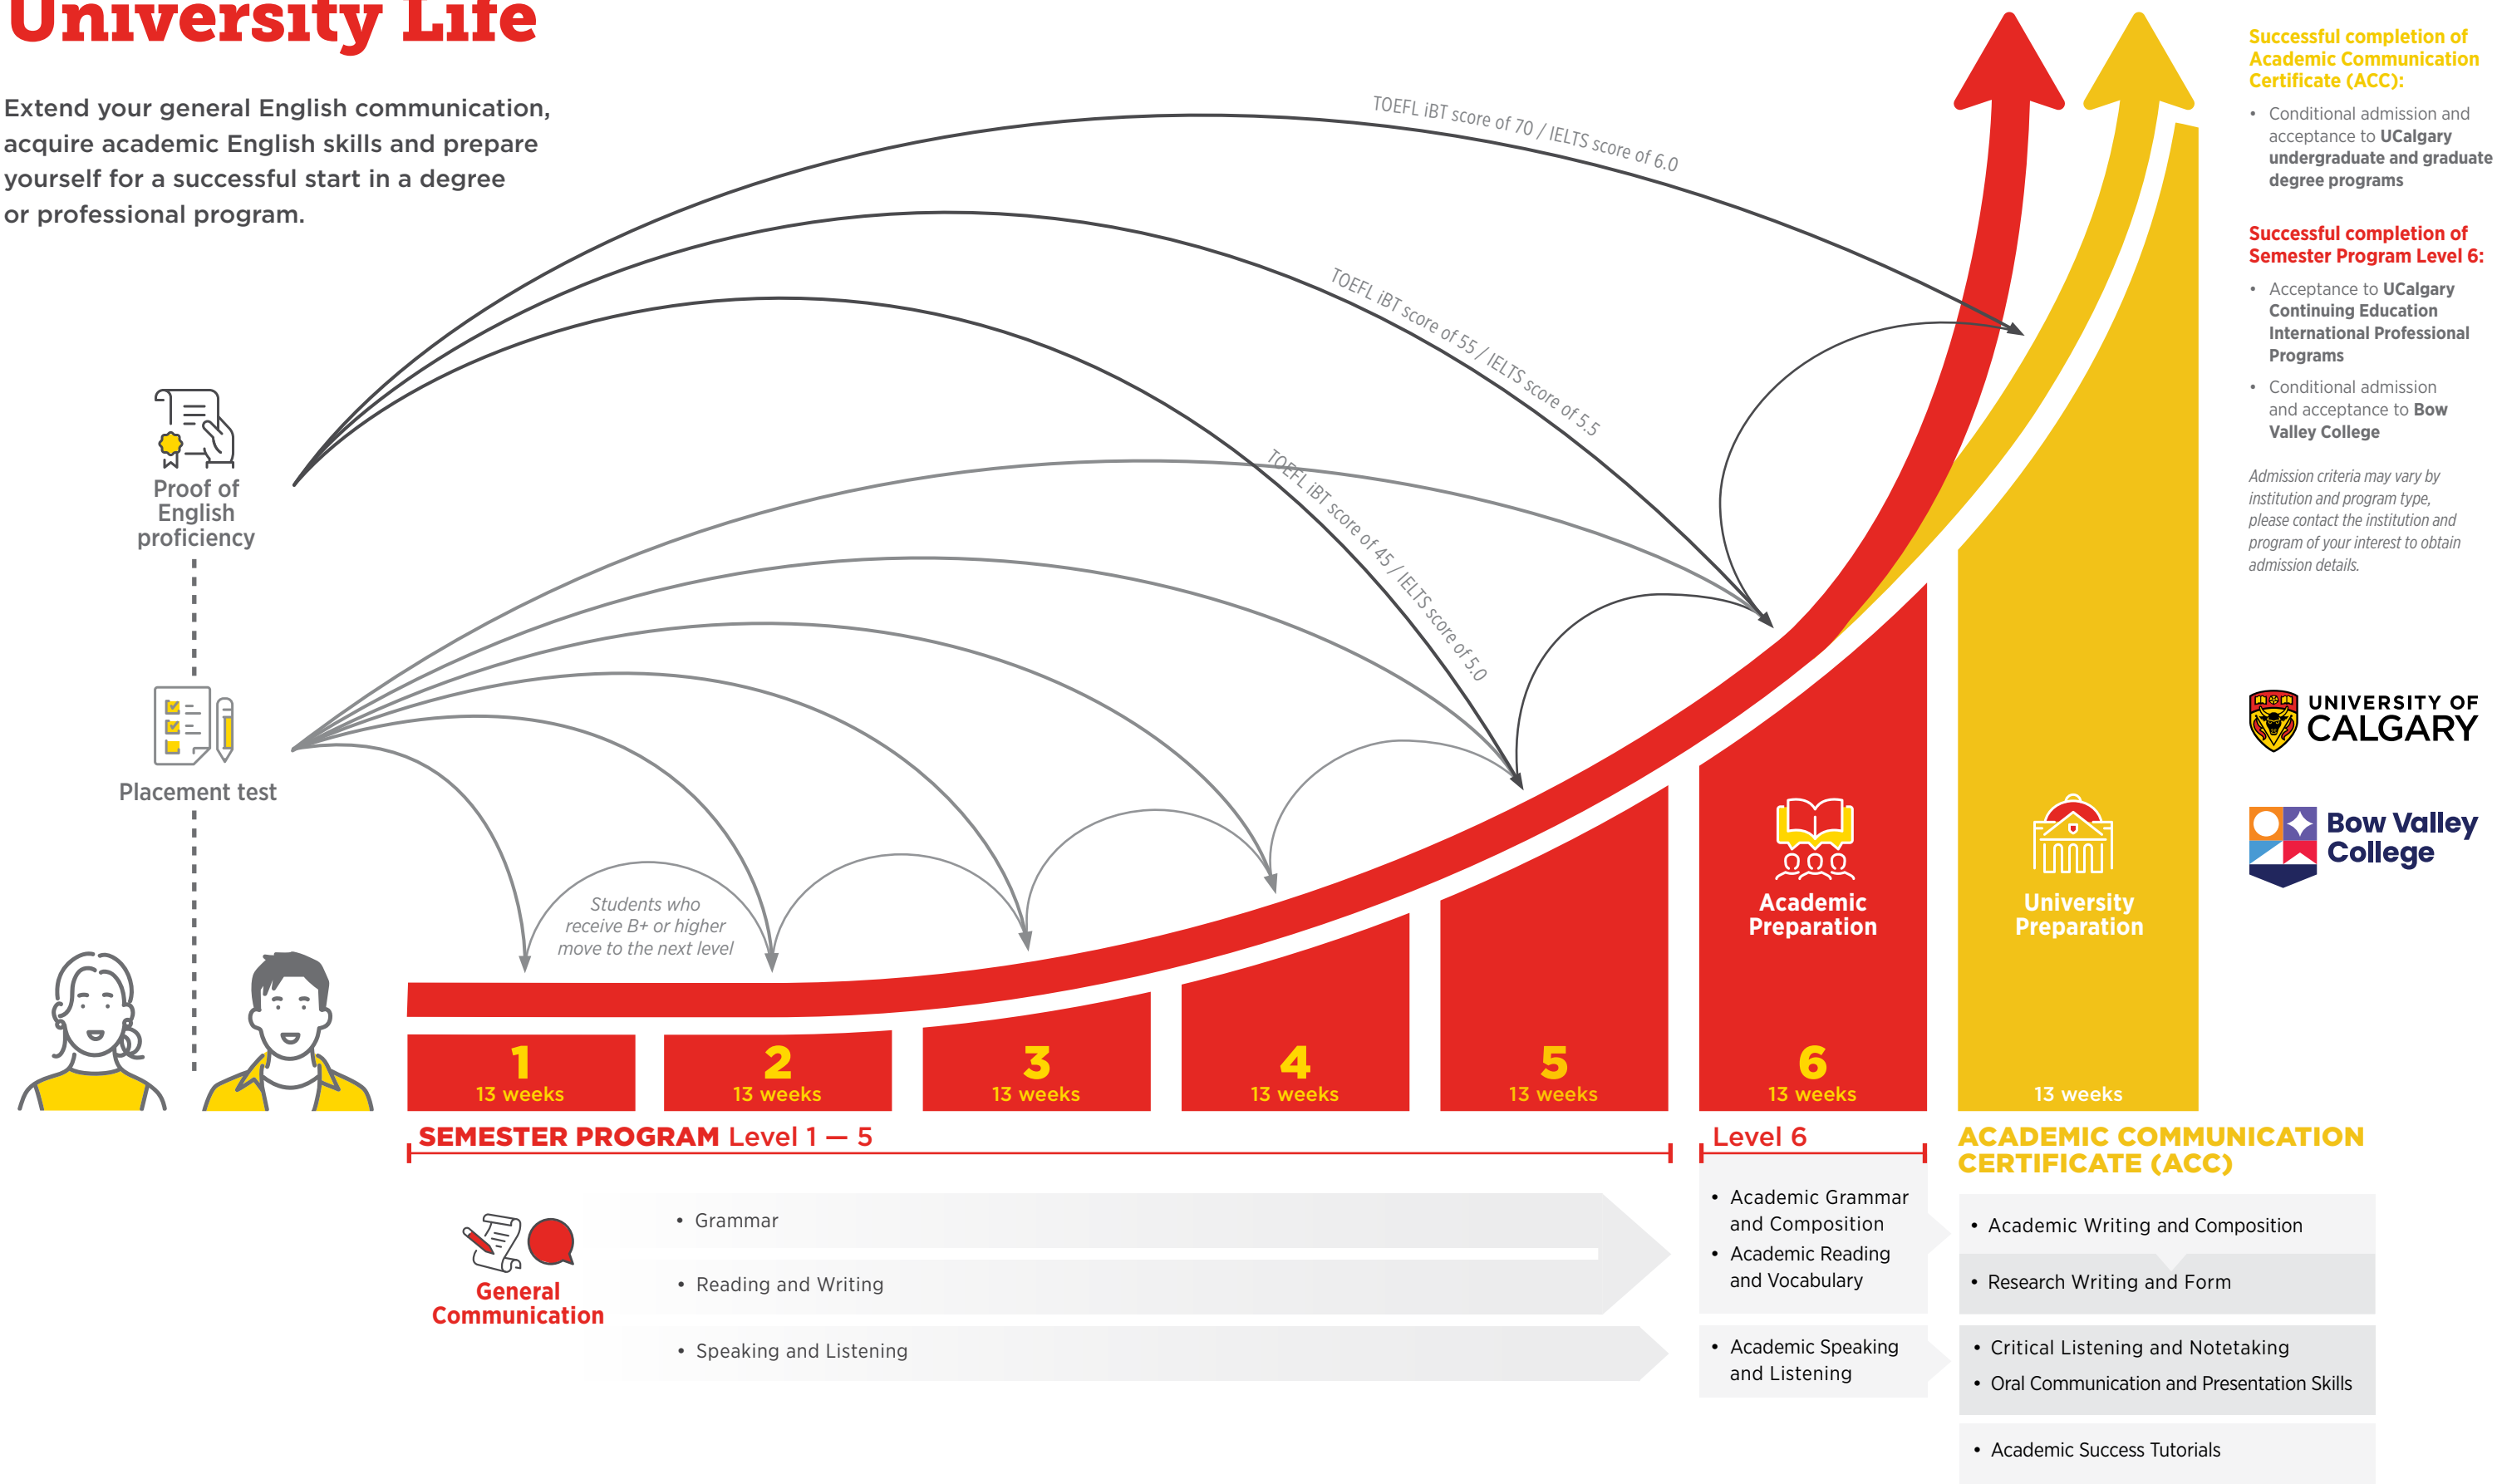 University Life
Extend your general English communication,
acquire academic English skills and prepare
yourself for a successful start in a degree
or professional program.
TOEFL iBT score of 70 / IELTS score of 6.0
TOEFL iBT score of 55 / IELTS score of 5.5
TOEFL iBT score of 45 / IELTS score of 5.0
Proof of
English
proficiency
Placement test
Students who
receive B+ or higher
move to the next level
1
13 weeks
2
13 weeks
3
13 weeks
4
13 weeks
5
13 weeks
Academic
Preparation
6
13 weeks
University
Preparation
13 weeks
Successful completion of
Academic Communication
Certificate (ACC):
• Conditional admission and
acceptance to UCalgary
undergraduate and graduate
degree programs
Successful completion of
Semester Program Level 6:
• Acceptance to UCalgary
Continuing Education
International Professional
Programs
• Conditional admission
and acceptance to Bow
Valley College
Admission criteria may vary by
institution and program type,
please contact the institution and
program of your interest to obtain
admission details.
UNIVERSITY OF
CALGARY
Bow Valley
College
SEMESTER PROGRAM Level 1 — 5
Level 6
ACADEMIC COMMUNICATION
CERTIFICATE (ACC)
General
Communication
• Grammar
• Reading and Writing
• Speaking and Listening
• Academic Grammar
and Composition
• Academic Reading
and Vocabulary
• Academic Speaking
and Listening
• Academic Writing and Composition
• Research Writing and Form
• Critical Listening and Notetaking
• Oral Communication and Presentation Skills
• Academic Success Tutorials